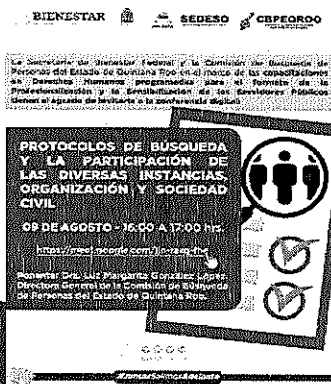 BIENESTAR SEDESO CBPEQROO
La Secretaría de Bienestar Federal y la Comisión de Búsqueda de
Personas del Estado de Quintana Roo en el marco de las capacitaciones
en Derechos Humanos programadas para el formato de
Profesionalización y la Sensibilización de los Servidores Públicos
tienen el agrado de invitarte a la conferencia digital:
PROTOCOLOS DE BÚSQUEDA
Y LA PARTICIPACIÓN DE
LAS DIVERSAS INSTANCIAS,
ORGANIZACIÓN Y SOCIEDAD
CIVIL
09 DE AGOSTO - 16:00 A 17:00 hrs.
Ponente: Dra. Luz Margarita González López.
Directora General de la Comisión de Búsqueda
de Personas del Estado de Quintana Roo.